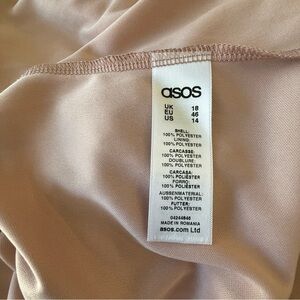 asos
UK 18
EU 46
US 14
SHELL:
100% POLYESTER
LINING:
100% POLYESTER
CARCASSE:
100% POLYESTER
DOUBLURE:
100% POLYESTER
CARCASA:
100% POLIÉSTER
FORRO:
100% POLIÉSTER
AUSSENMATERIAL:
100% POLYESTER
FUTTER:
100% POLYESTER
04244840
MADE IN ROMANIA
asos.com Ltd